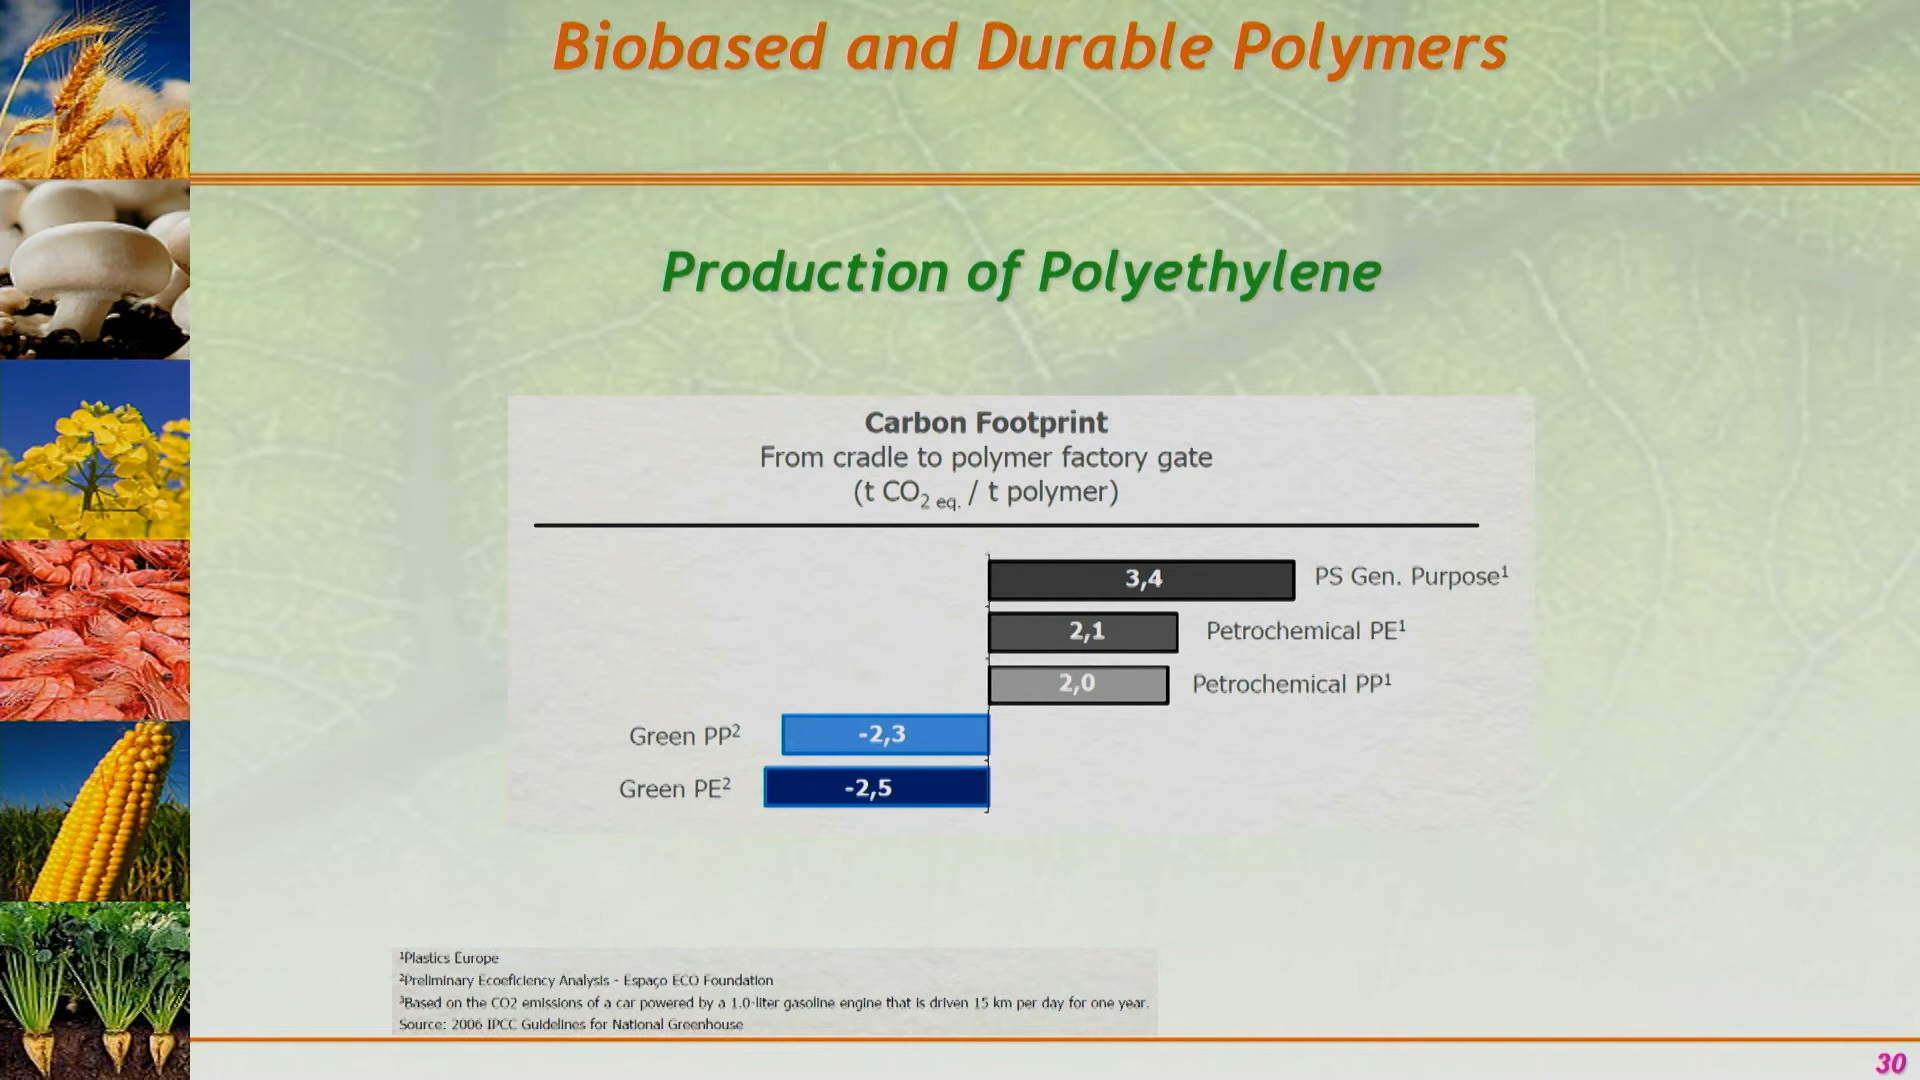 Biobased and Durable Polymers
Production of Polyethylene
Carbon Footprint
From cradle to polymer factory gate
(t CO2 eq. / t polymer)
3,4 PS Gen. Purpose¹
2,1 Petrochemical PE¹
2,0 Petrochemical PP¹
Green PP² -2,3
Green PE² -2,5
¹Plastics Europe
²Preliminary Ecoeficiency Analysis - Espaço ECO Foundation
³Based on the CO2 emissions of a car powered by a 1.0-liter gasoline engine that is driven 15 km per day for one year.
Source: 2006 IPCC Guidelines for National Greenhouse
30